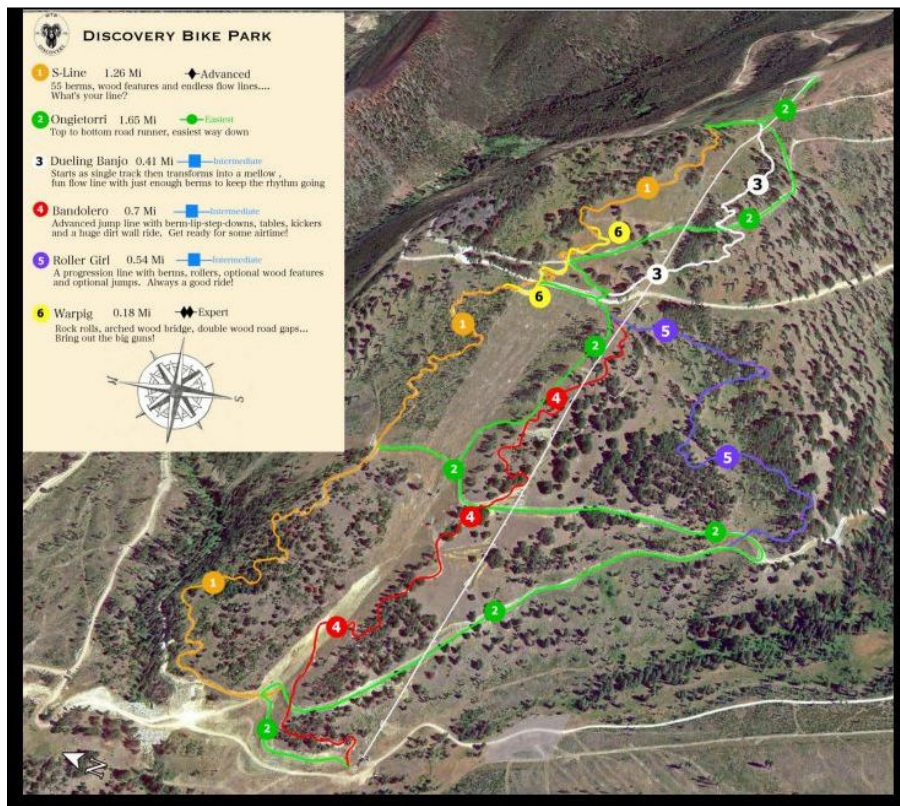 DISCOVERY BIKE PARK
MTB
DISCOVERY
1 S-Line 1.26 Mi Advanced
55 berms, wood features and endless flow lines....
What's your line?
2 Ongietorri 1.65 Mi Easiest
Top to bottom road runner, easiest way down
3 Dueling Banjo 0.41 Mi Intermediate
Starts as single track then transforms into a mellow ,
fun flow line with just enough berms to keep the rhythm going
4 Bandolero 0.7 Mi Intermediate
Advanced jump line with berm-lip-step-downs, tables, kickers
and a huge dirt wall ride. Get ready for some airtime!
5 Roller Girl 0.54 Mi Intermediate
A progression line with berms, rollers, optional wood features
and optional jumps. Always a good ride!
6 Warpig 0.18 Mi Expert
Rock rolls, arched wood bridge, double wood road gaps...
Bring out the big guns!
S
2
1
3
2
6
3
6
1
5
2
4
5
2
4
2
1
2
4
2
N